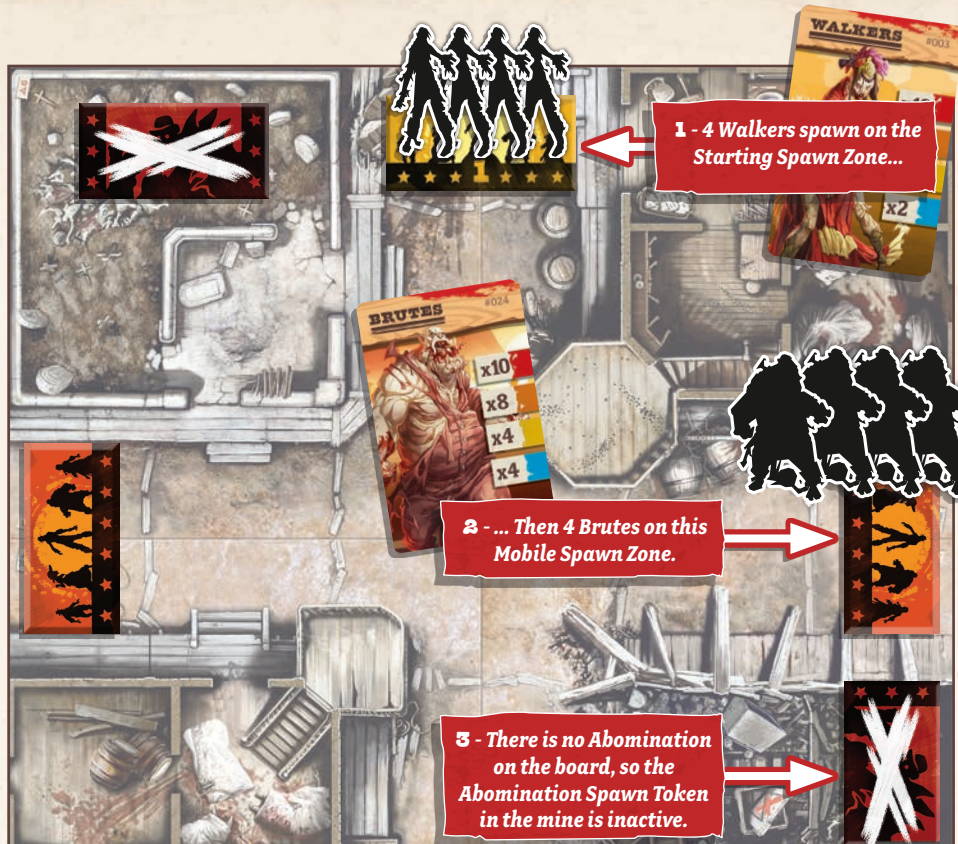 WALKERS
#003
1 - 4 Walkers spawn on the
Starting Spawn Zone...
x2
1
BRUTES
#024
x10
x8
x4
x4
2 - ... Then 4 Brutes on this
Mobile Spawn Zone.
3 - There is no Abomination
on the board, so the
Abomination Spawn Token
in the mine is inactive.